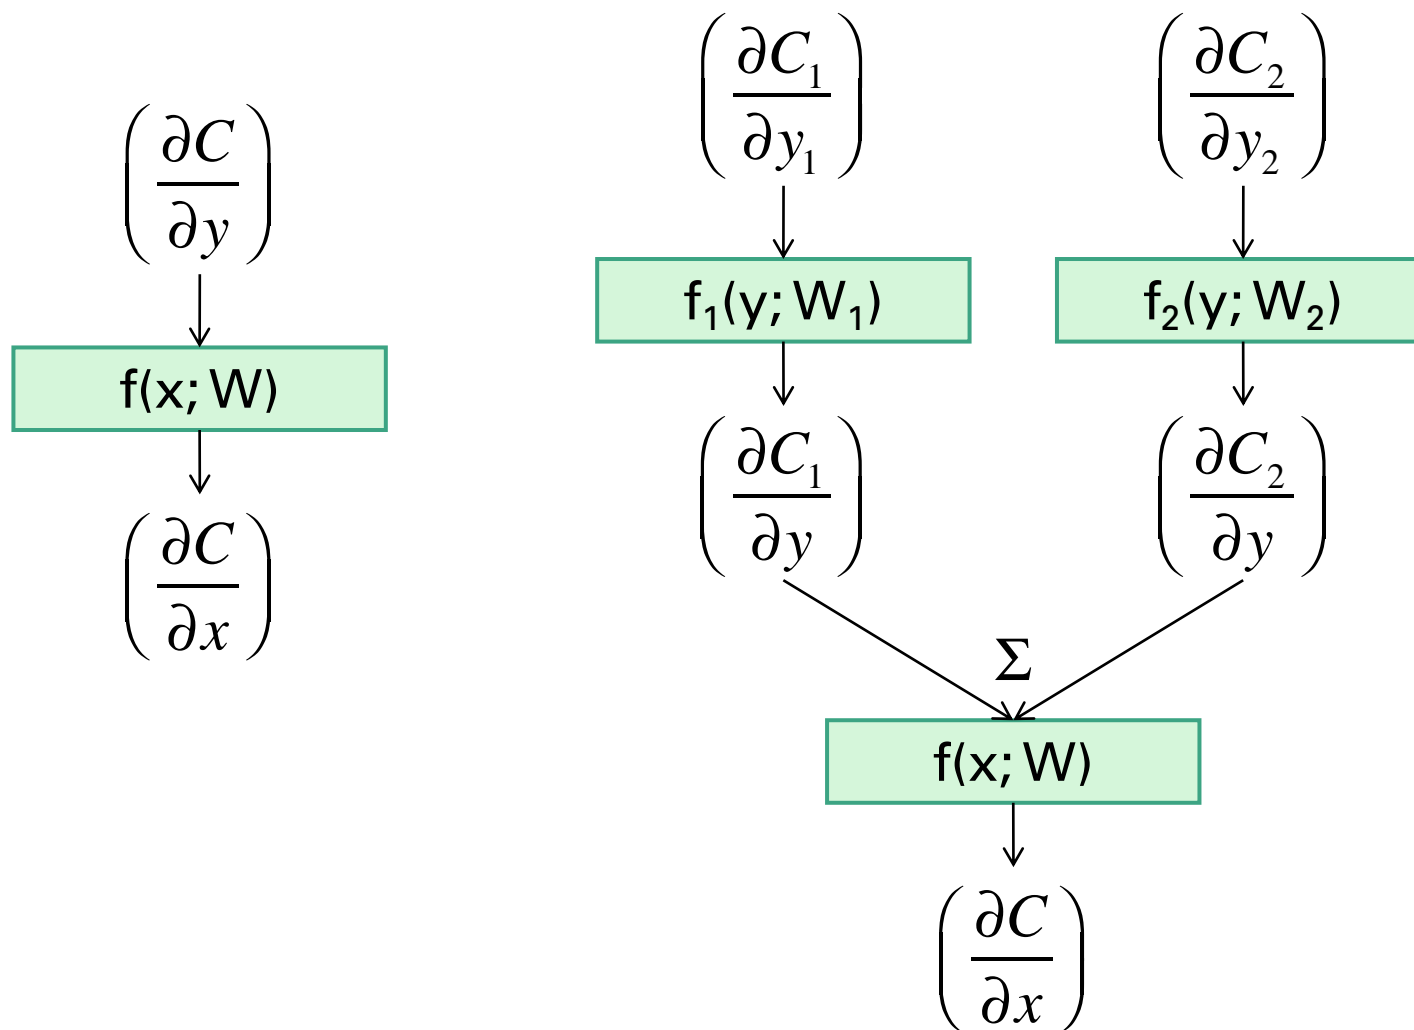 (∂C/∂y)
f(x; W)
(∂C/∂x)
(∂C₁/∂y₁)
f₁(y; W₁)
(∂C₁/∂y)
(∂C₂/∂y₂)
f₂(y; W₂)
(∂C₂/∂y)
Σ
f(x; W)
(∂C/∂x)